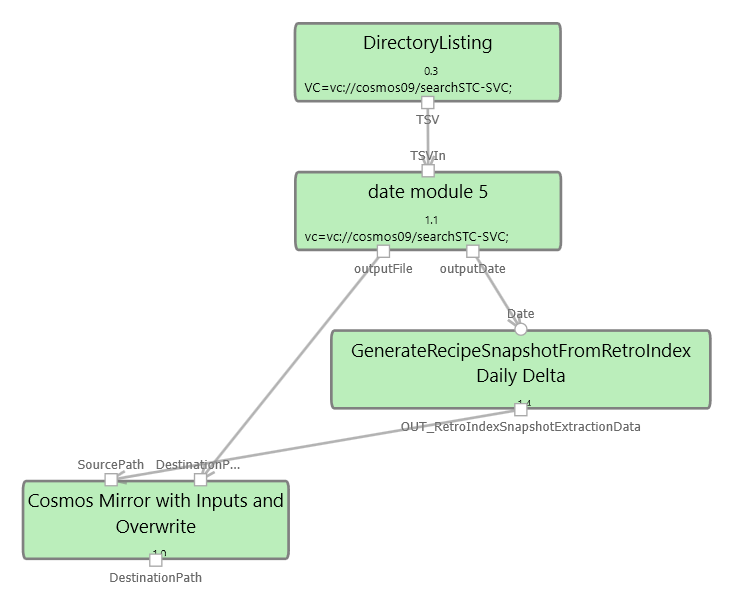 DirectoryListing
0.3
VC=vc://cosmos09/searchSTC-SVC;
TSV
TSVIn
date module 5
1.1
vc=vc://cosmos09/searchSTC-SVC;
outputFile outputDate
Date
GenerateRecipeSnapshotFromRetroIndex
Daily Delta
1.4
OUT_RetroIndexSnapshotExtractionData
SourcePath DestinationP...
Cosmos Mirror with Inputs and
Overwrite
1.0
DestinationPath